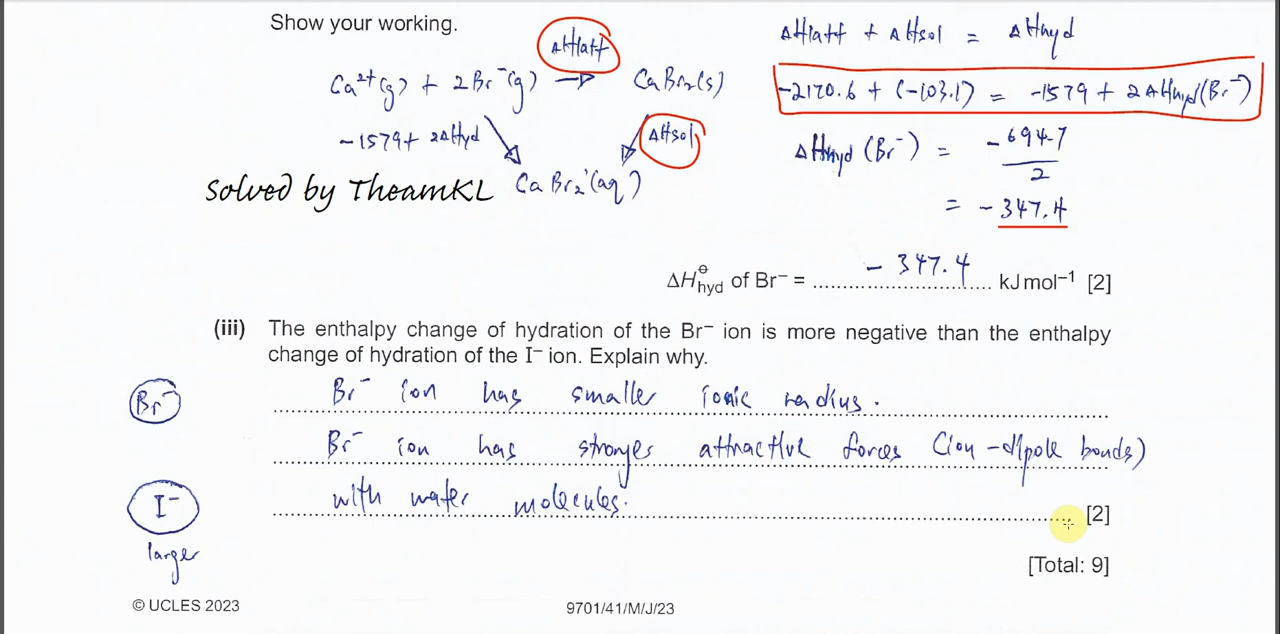 Show your working.
ΔHlatt
Ca²⁺(g) + 2Br⁻(g) → CaBr₂(s)
-1579 + 2ΔHyd
ΔHsol
Solved by TheamKL CaBr₂(aq)
ΔHlatt + ΔHsol = ΔHhyd
-2170.6 + (-103.1) = -1579 + 2ΔHhyd(Br⁻)
ΔHhyd (Br⁻) = -694.7 / 2
= -347.4
ΔH⦵hyd of Br⁻ = -347.4 kJ mol⁻¹ [2]
(iii) The enthalpy change of hydration of the Br⁻ ion is more negative than the enthalpy
change of hydration of the I⁻ ion. Explain why.
Br⁻
Br⁻ ion has smaller ionic radius.
Br⁻ ion has stronger attractive forces (ion-dipole bonds)
I⁻
with water molecules.
[2]
larger
[Total: 9]
© UCLES 2023 9701/41/M/J/23